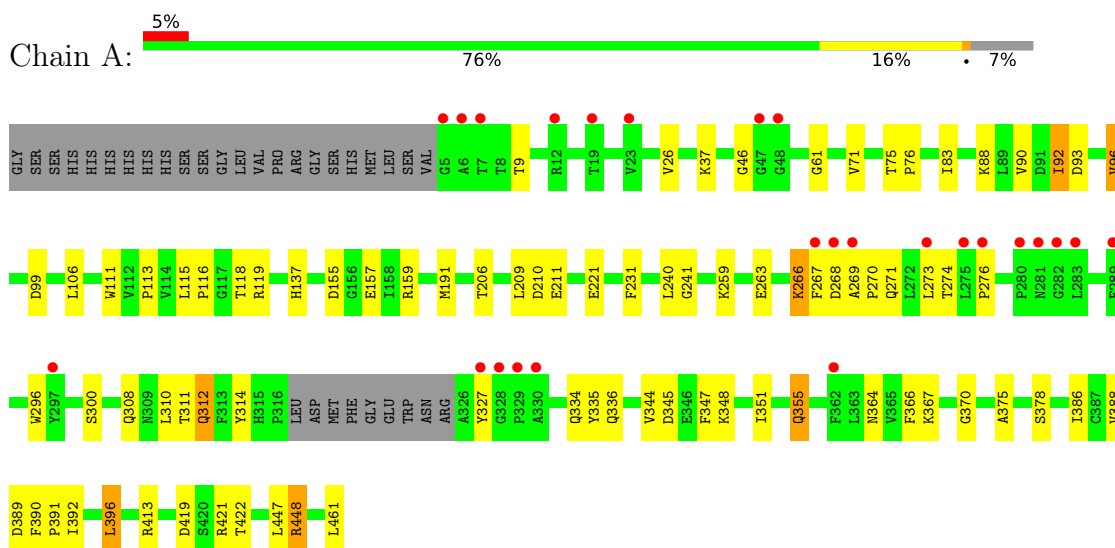 5%
Chain A:
76% 16% • 7%
GLY SER SER HIS HIS HIS HIS HIS HIS SER SER GLY LEU VAL PRO ARG GLY SER HIS MET LEU SER VAL G5 A6 T7 T8 T9 R12 T19 V23 V26 K37 G46 G47 G48 G61 V71 T75 P76 I83 K88 L89 V90 D91 I92 D93 V96
D99 L106 W111 V112 P113 V114 L115 P116 G117 T118 R119 H137 D155 G156 E157 I158 R159 M191 T206 L209 D210 E211 E221 F231 L240 G241 K259 E263 K266 F267 D268 A269 P270 Q271 L272 L273 T274 L275 P276 P280 N281 G282 L283
W296 Y297 S300 Q308 N309 L310 T311 Q312 F313 Y314 H315 P316 LEU ASP MET PHE GLY GLU TRP ASN ARG A326 Y327 G328 P329 A330 Q334 Y335 Q336 V344 D345 E346 F347 K348 I351 Q355 F362 L363 N364 V365 F366 K367 G370 A375 S378 I386 C387 V388
D389 F390 P391 I392 L396 R413 D419 S420 R421 T422 L447 R448 L461